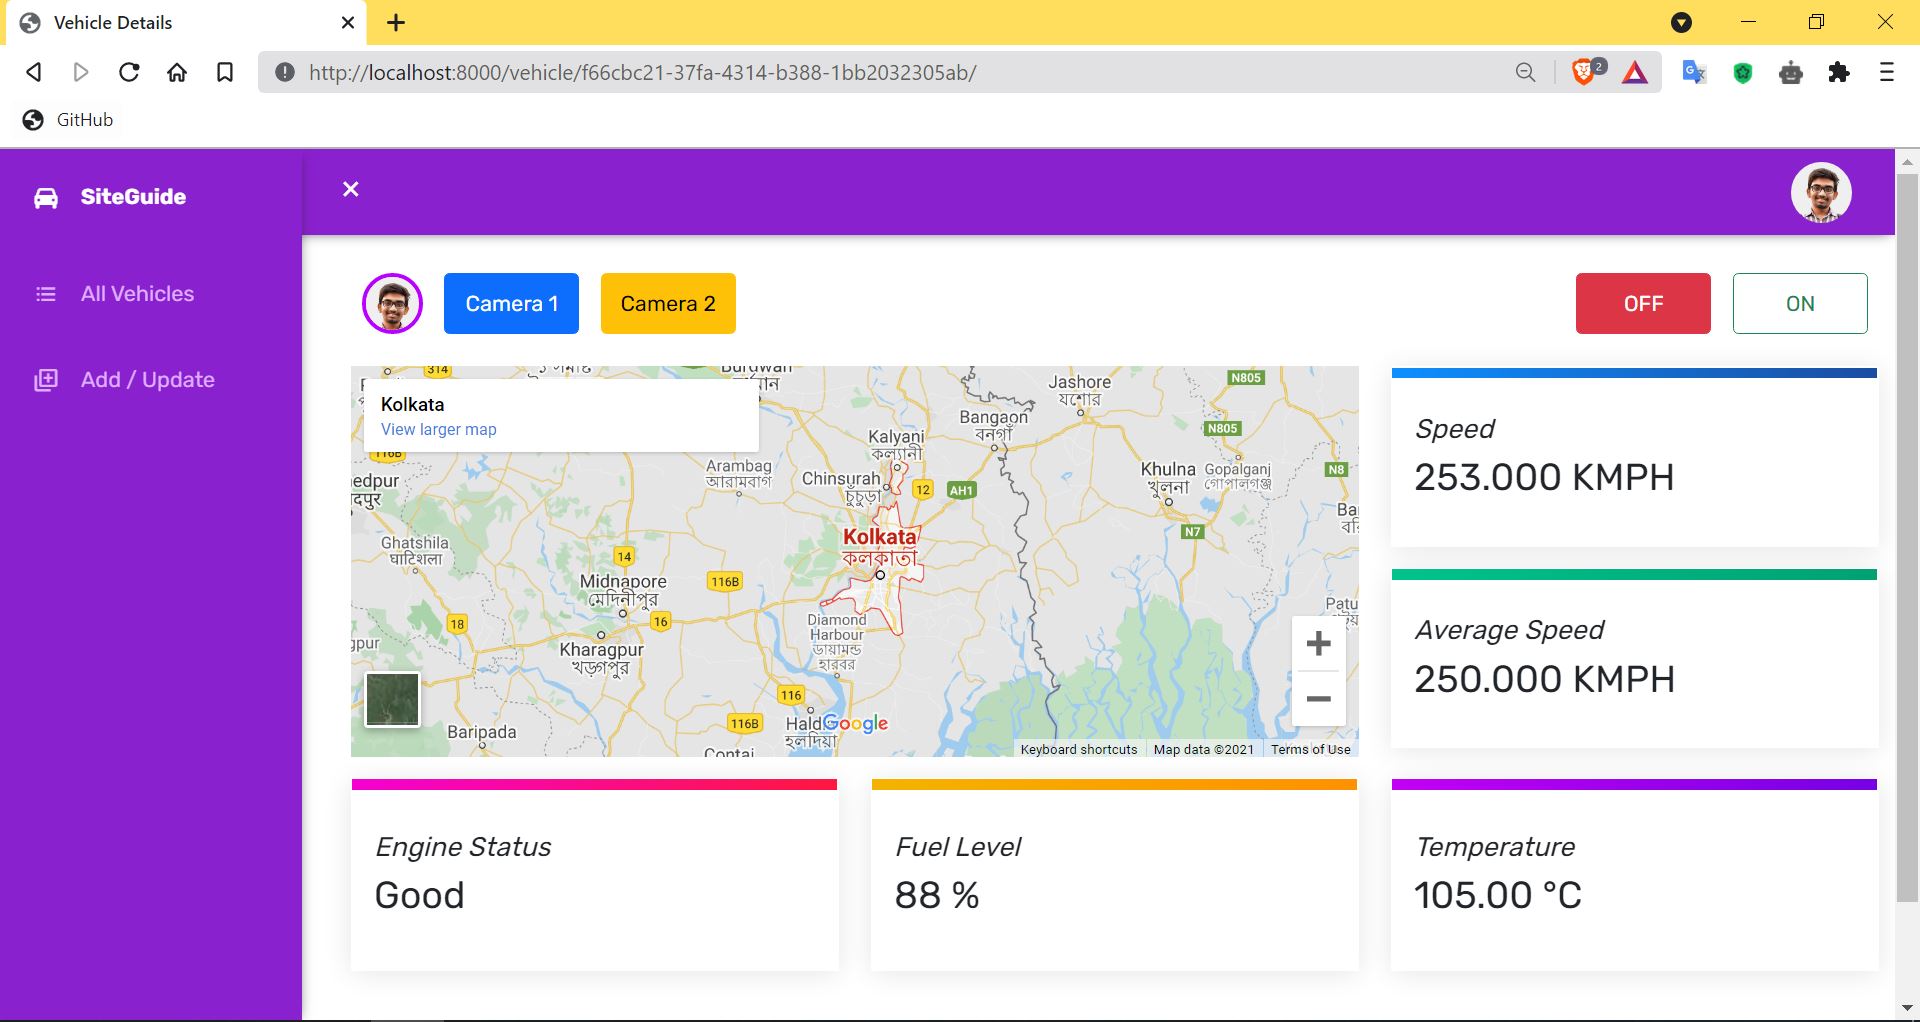 Vehicle Details
http://localhost:8000/vehicle/f66cbc21-37fa-4314-b388-1bb2032305ab/
2
GitHub
SiteGuide
All Vehicles
Add / Update
Camera 1
Camera 2
OFF
ON
Kolkata
View larger map
314
N805
Jashore
যশোর
Bangaon
বনগাঁ
N805
Kalyani
কল্যানী
116B
Arambag
আরামবাগ
Chinsurah
চুঁচুড়া
12
AH1
Khulna
খুলনা
Gopalganj
গোপালগঞ্জ
N8
Kolkata
কলকাতা
N7
Ghatshila
ঘাটশিলা
14
Midnapore
মেদিনীপুর
116B
18
16
Kharagpur
খড়গপুর
Diamond
Harbour
ডায়মন্ড
হারবার
116
116B
Baripada
হলদিয়া
Google
Keyboard shortcuts
Map data ©2021
Terms of Use
Speed
253.000 KMPH
Average Speed
250.000 KMPH
Engine Status
Good
Fuel Level
88 %
Temperature
105.00 °C